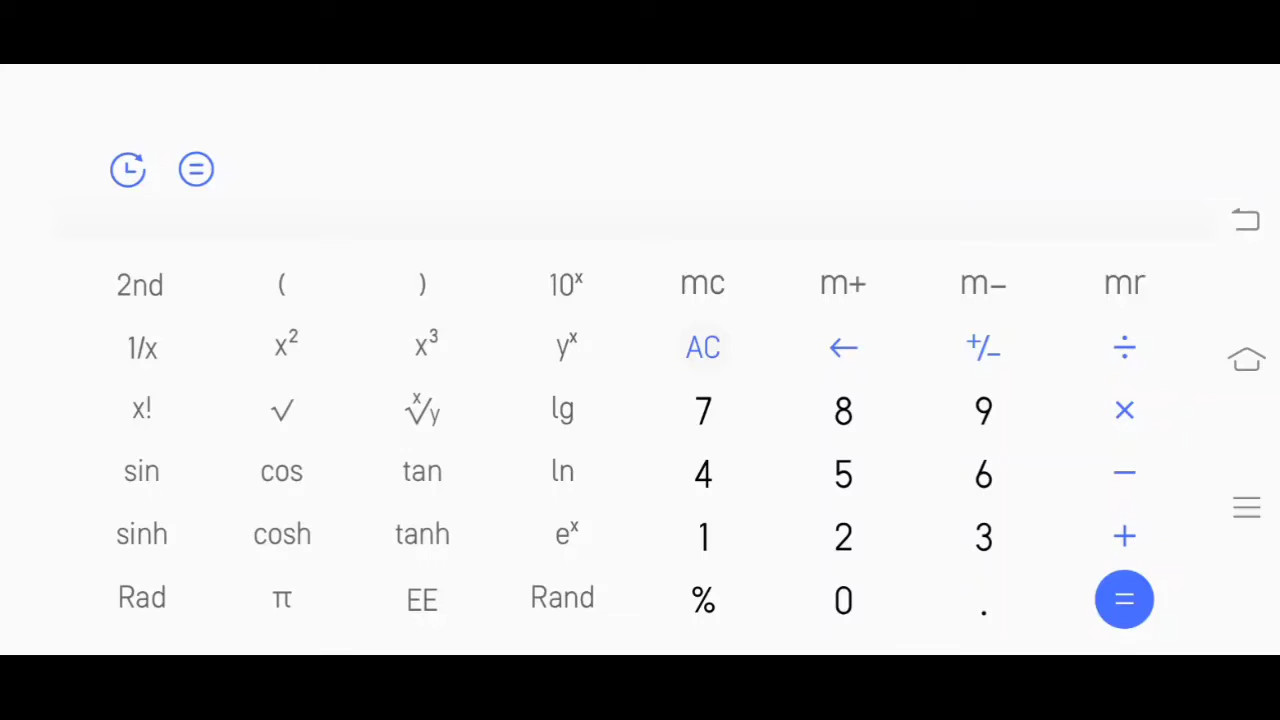 2nd ( ) 10ˣ mc m+ m− mr
1/x x² x³ yˣ AC ← +/− ÷
x! √ ˣ√y lg 7 8 9 ×
sin cos tan ln 4 5 6 −
sinh cosh tanh eˣ 1 2 3 +
Rad π EE Rand % 0 . =